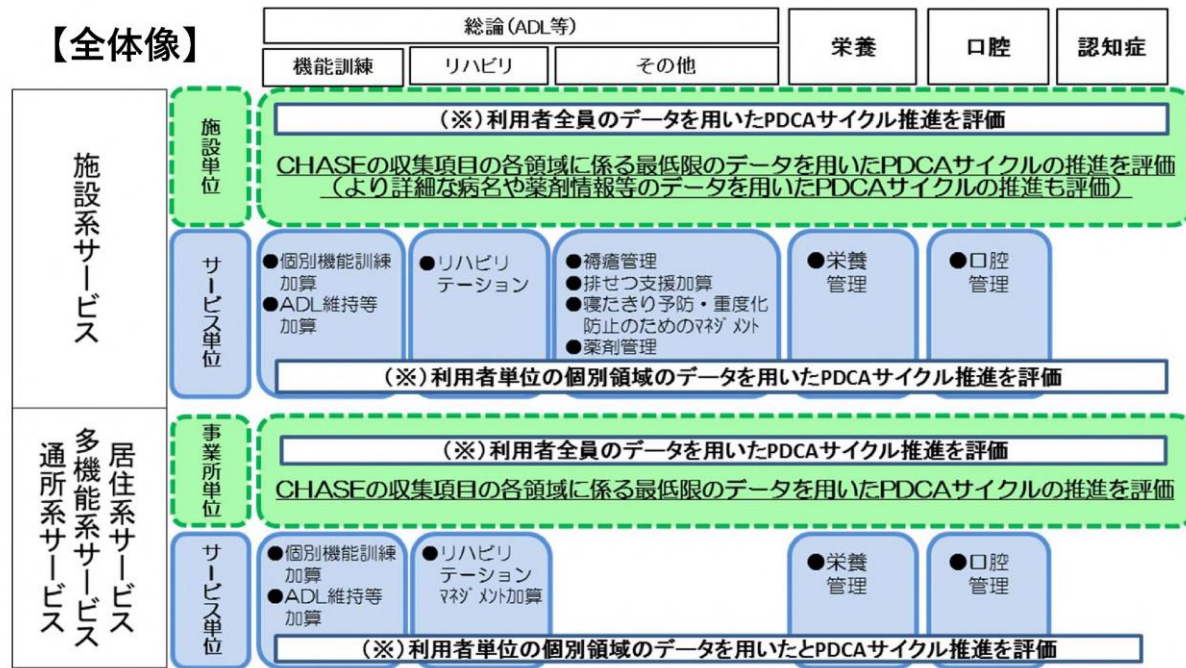 【全体像】
総論(ADL等)
機能訓練
リハビリ
その他
栄養
口腔
認知症
施設系サービス
施設単位
(※)利用者全員のデータを用いたPDCAサイクル推進を評価
CHASEの収集項目の各領域に係る最低限のデータを用いたPDCAサイクルの推進を評価
(より詳細な病名や薬剤情報等のデータを用いたPDCAサイクルの推進も評価)
サービス単位
●個別機能訓練
加算
●ADL維持等
加算
●リハビリ
テーション
●褥瘡管理
●排せつ支援加算
●寝たきり予防・重度化
防止のためのﾏﾈｼﾞﾒﾝﾄ
●薬剤管理
●栄養
管理
●口腔
管理
(※)利用者単位の個別領域のデータを用いたPDCAサイクル推進を評価
居住系サービス
多機能系サービス
通所系サービス
事業所単位
(※)利用者全員のデータを用いたPDCAサイクル推進を評価
CHASEの収集項目の各領域に係る最低限のデータを用いたPDCAサイクルの推進を評価
サービス単位
●個別機能訓練
加算
●ADL維持等
加算
●リハビリ
テーション
ﾏﾈｼﾞﾒﾝﾄ加算
●栄養
管理
●口腔
管理
(※)利用者単位の個別領域のデータを用いたとPDCAサイクル推進を評価